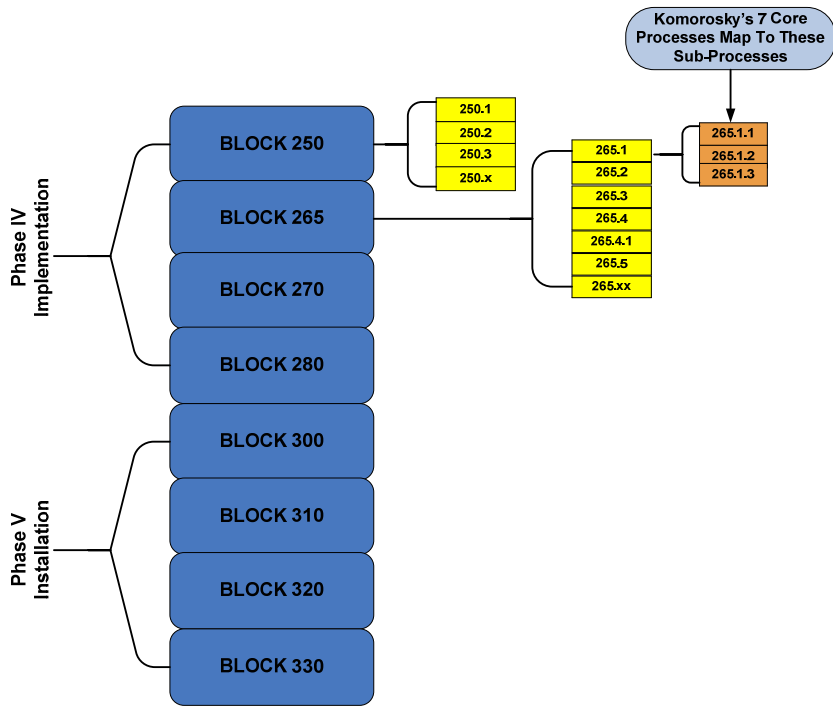 Komorosky's 7 Core
Processes Map To These
Sub-Processes
Phase IV
Implementation
BLOCK 250
250.1
250.2
250.3
250.x
BLOCK 265
265.1
265.2
265.3
265.4
265.4.1
265.5
265.xx
265.1.1
265.1.2
265.1.3
BLOCK 270
BLOCK 280
Phase V
Installation
BLOCK 300
BLOCK 310
BLOCK 320
BLOCK 330